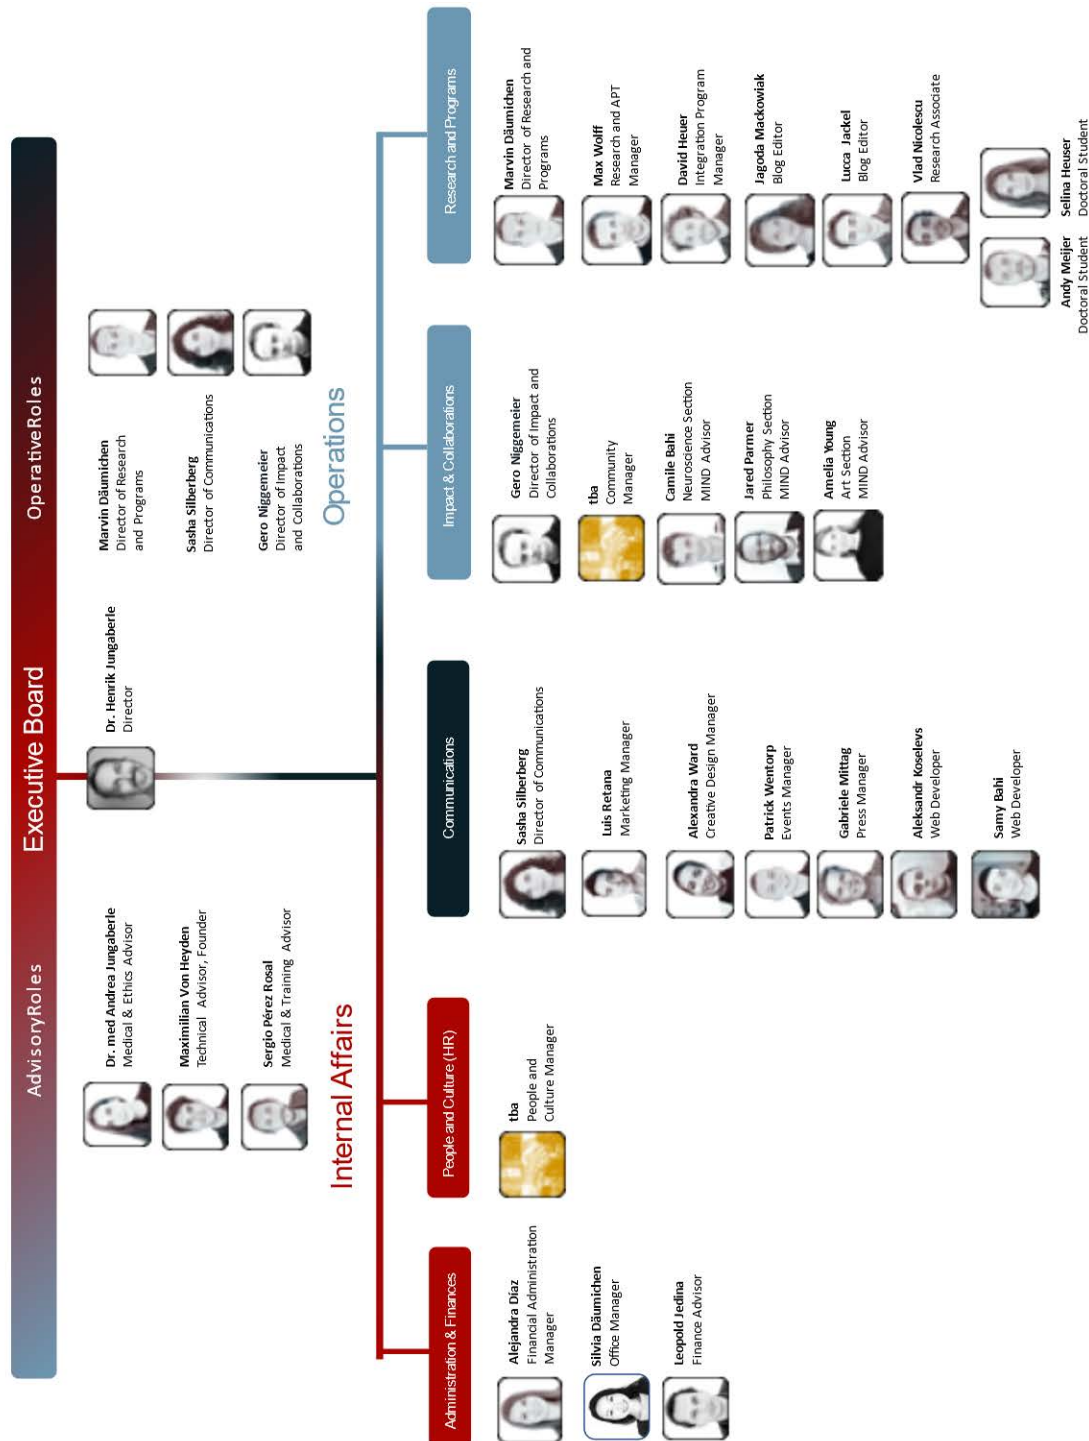 AdvisoryRoles
Executive Board
OperativeRoles
Dr. med Andrea Jungaberle
Medical & Ethics Advisor
Maximilian Von Heyden
Technical Advisor, Founder
Sergio Pérez Rosal
Medical & Training Advisor
Dr. Henrik Jungaberle
Director
Marvin Däumichen
Director of Research
and Programs
Sasha Silberberg
Director of Communications
Gero Niggemeier
Director of Impact
and Collaborations
Internal Affairs
Operations
Administration & Finances
Alejandra Díaz
Financial Administration
Manager
Silvia Däumichen
Office Manager
Leopold Jedina
Finance Advisor
People and Culture (HR)
tba
People and
Culture Manager
Communications
Sasha Silberberg
Director of Communications
Luis Retana
Marketing Manager
Alexandra Ward
Creative Design Manager
Patrick Wentorp
Events Manager
Gabriele Mittag
Press Manager
Aleksandr Koselevs
Web Developer
Samy Bahi
Web Developer
Impact & Collaborations
Gero Niggemeier
Director of Impact and
Collaborations
tba
Community
Manager
Camile Bahi
Neuroscience Section
MIND Advisor
Jared Parmer
Philosophy Section
MIND Advisor
Amelia Young
Art Section
MIND Advisor
Research and Programs
Marvin Däumichen
Director of Research and
Programs
Max Wolff
Research and APT
Manager
David Heuer
Integration Program
Manager
Jagoda Mackowiak
Blog Editor
Lucca Jackel
Blog Editor
Vlad Nicolescu
Research Associate
Andy Meijer
Doctoral Student
Selina Heuser
Doctoral Student